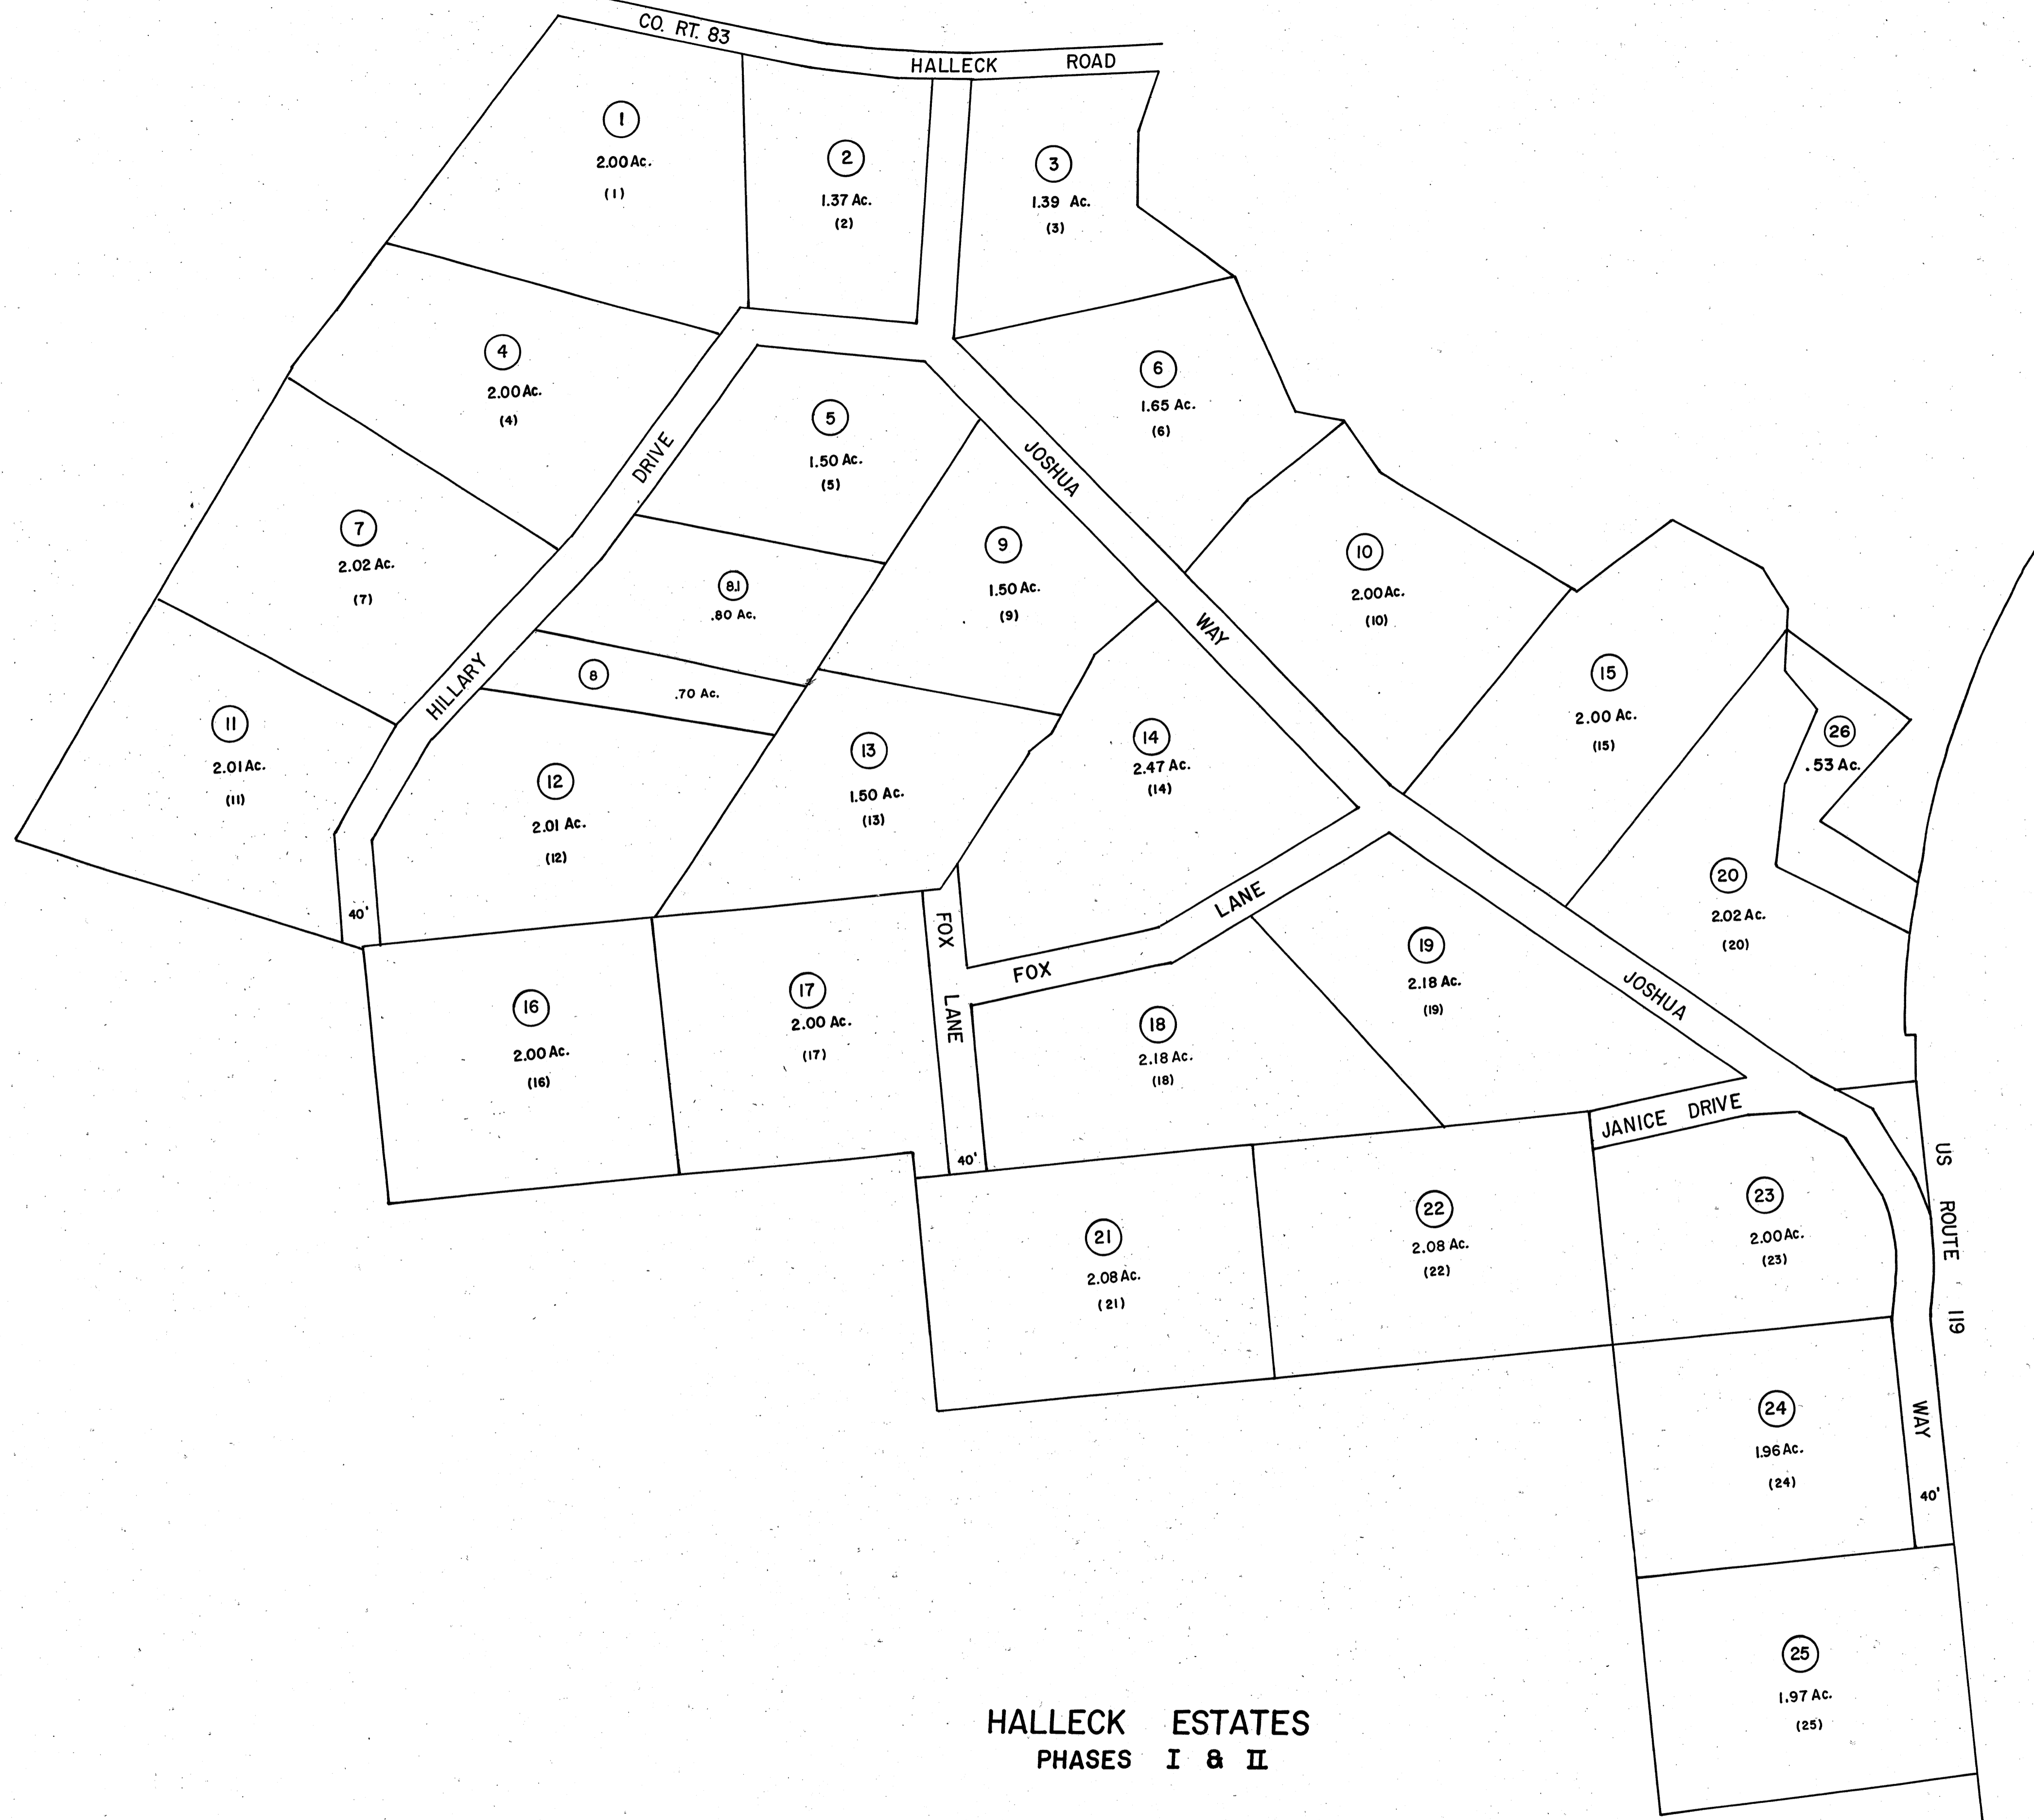 CO. RT. 83
HALLECK ROAD
1
2.00 Ac.
(1)
2
1.37 Ac.
(2)
3
1.39 Ac.
(3)
4
2.00 Ac.
(4)
5
1.50 Ac.
(5)
6
1.65 Ac.
(6)
7
2.02 Ac.
(7)
8.1
.80 Ac.
8
.70 Ac.
9
1.50 Ac.
(9)
10
2.00 Ac.
(10)
HILLARY DRIVE
40'
JOSHUA WAY
11
2.01 Ac.
(11)
12
2.01 Ac.
(12)
13
1.50 Ac.
(13)
14
2.47 Ac.
(14)
15
2.00 Ac.
(15)
26
.53 Ac.
20
2.02 Ac.
(20)
16
2.00 Ac.
(16)
17
2.00 Ac.
(17)
FOX LANE
40'
FOX LANE
18
2.18 Ac.
(18)
19
2.18 Ac.
(19)
JOSHUA
WAY
40'
JANICE DRIVE
US ROUTE 119
21
2.08 Ac.
(21)
22
2.08 Ac.
(22)
23
2.00 Ac.
(23)
24
1.96 Ac.
(24)
25
1.97 Ac.
(25)
HALLECK ESTATES
PHASES I & II